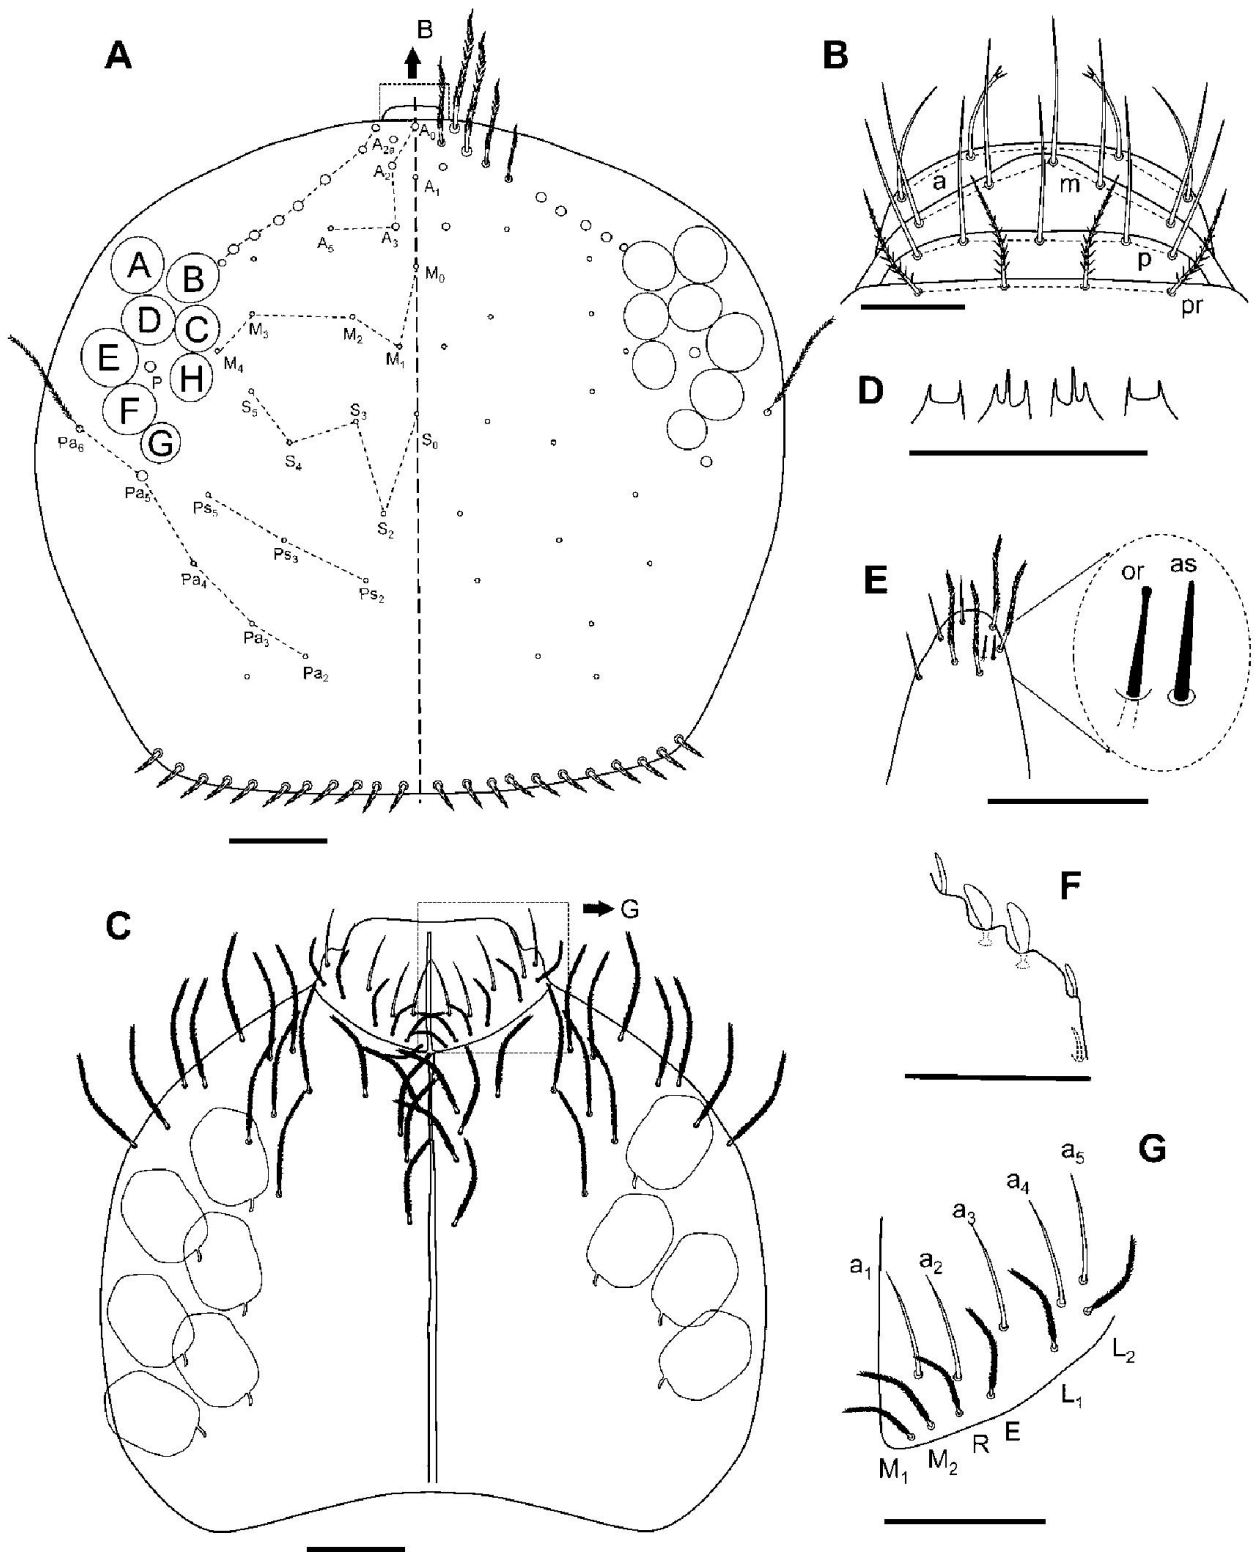 A
B
A₀
A₂ₐ
A₂
A₁
A₅
A₃
M₀
A
B
D
C
E
P
H
F
G
M₃
M₂
M₁
M₄
S₅
S₃
S₀
S₄
S₂
Pa₆
Pa₅
Ps₅
Ps₃
Pa₄
Ps₂
Pa₃
Pa₂
B
a
m
p
pr
D
E
or
as
C
G
F
G
a₁
a₂
a₃
a₄
a₅
M₁
M₂
R
E
L₁
L₂